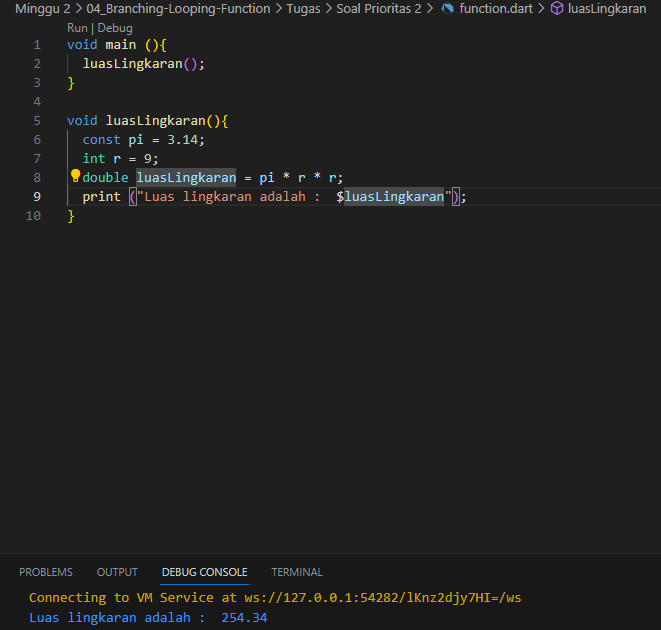 Minggu 2 > 04_Branching-Looping-Function > Tugas > Soal Prioritas 2 > function.dart > luasLingkaran
Run | Debug
1 void main (){
2   luasLingkaran();
3 }
4
5 void luasLingkaran(){
6   const pi = 3.14;
7   int r = 9;
8   double luasLingkaran = pi * r * r;
9   print ("Luas lingkaran adalah :  $luasLingkaran");
10 }
PROBLEMS OUTPUT DEBUG CONSOLE TERMINAL
Connecting to VM Service at ws://127.0.0.1:54282/lKnz2djy7HI=/ws
Luas lingkaran adalah :  254.34